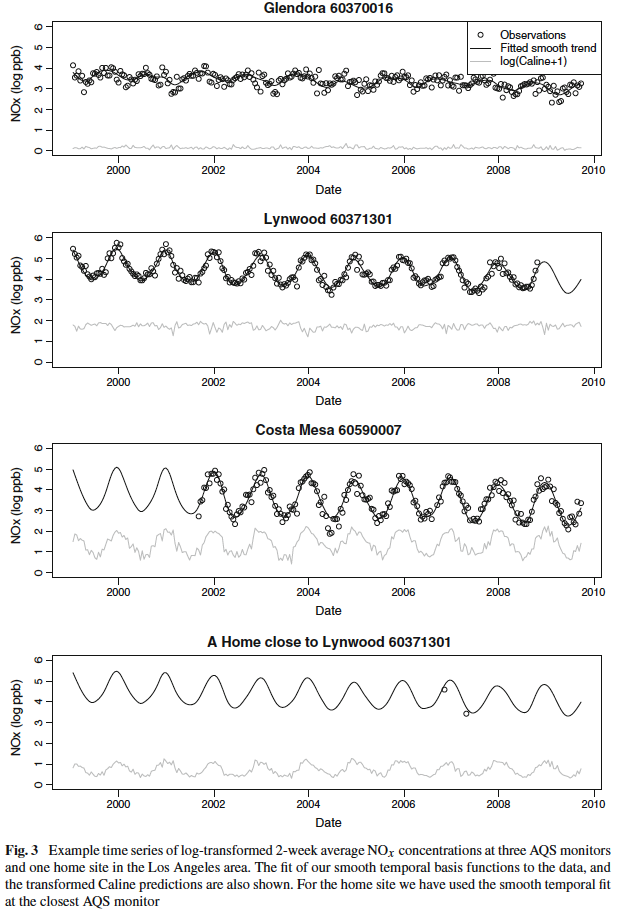 Glendora 60370016
6
5
4
3
2
1
0
NOx (log ppb)
Observations
Fitted smooth trend
log(Caline+1)
2000 2002 2004 2006 2008 2010
Date
Lynwood 60371301
6
5
4
3
2
1
0
NOx (log ppb)
2000 2002 2004 2006 2008 2010
Date
Costa Mesa 60590007
6
5
4
3
2
1
0
NOx (log ppb)
2000 2002 2004 2006 2008 2010
Date
A Home close to Lynwood 60371301
6
5
4
3
2
1
0
NOx (log ppb)
2000 2002 2004 2006 2008 2010
Date
Fig. 3 Example time series of log-transformed 2-week average NOx concentrations at three AQS monitors
and one home site in the Los Angeles area. The fit of our smooth temporal basis functions to the data, and
the transformed Caline predictions are also shown. For the home site we have used the smooth temporal fit
at the closest AQS monitor